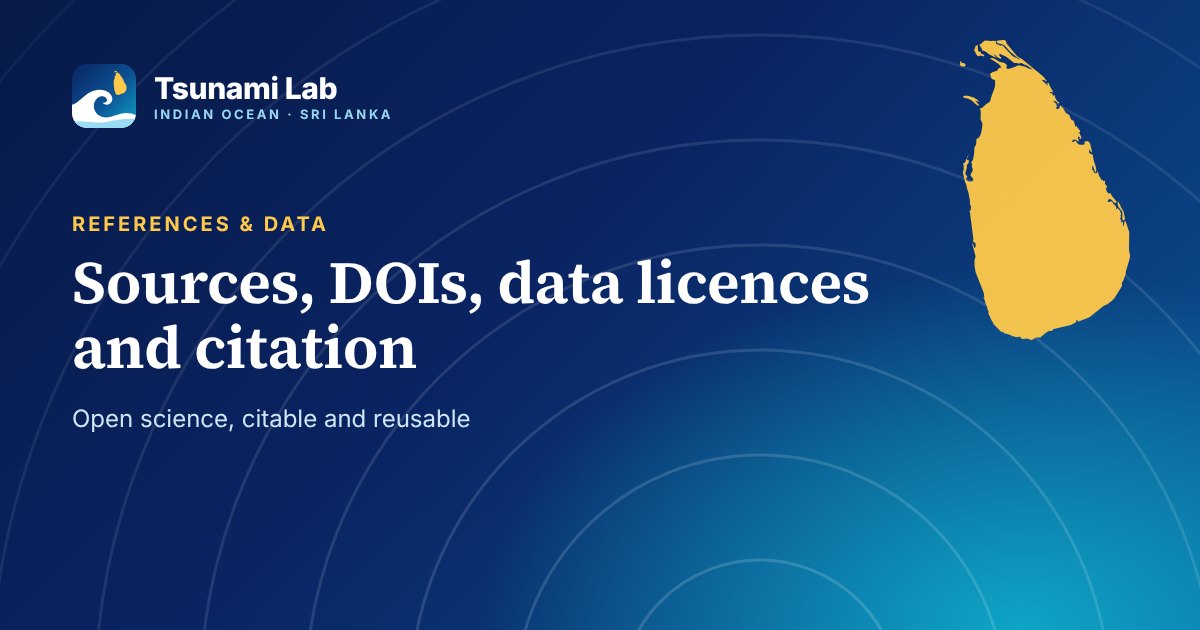 Tsunami Lab
INDIAN OCEAN · SRI LANKA
REFERENCES & DATA
Sources, DOIs, data licences
and citation
Open science, citable and reusable